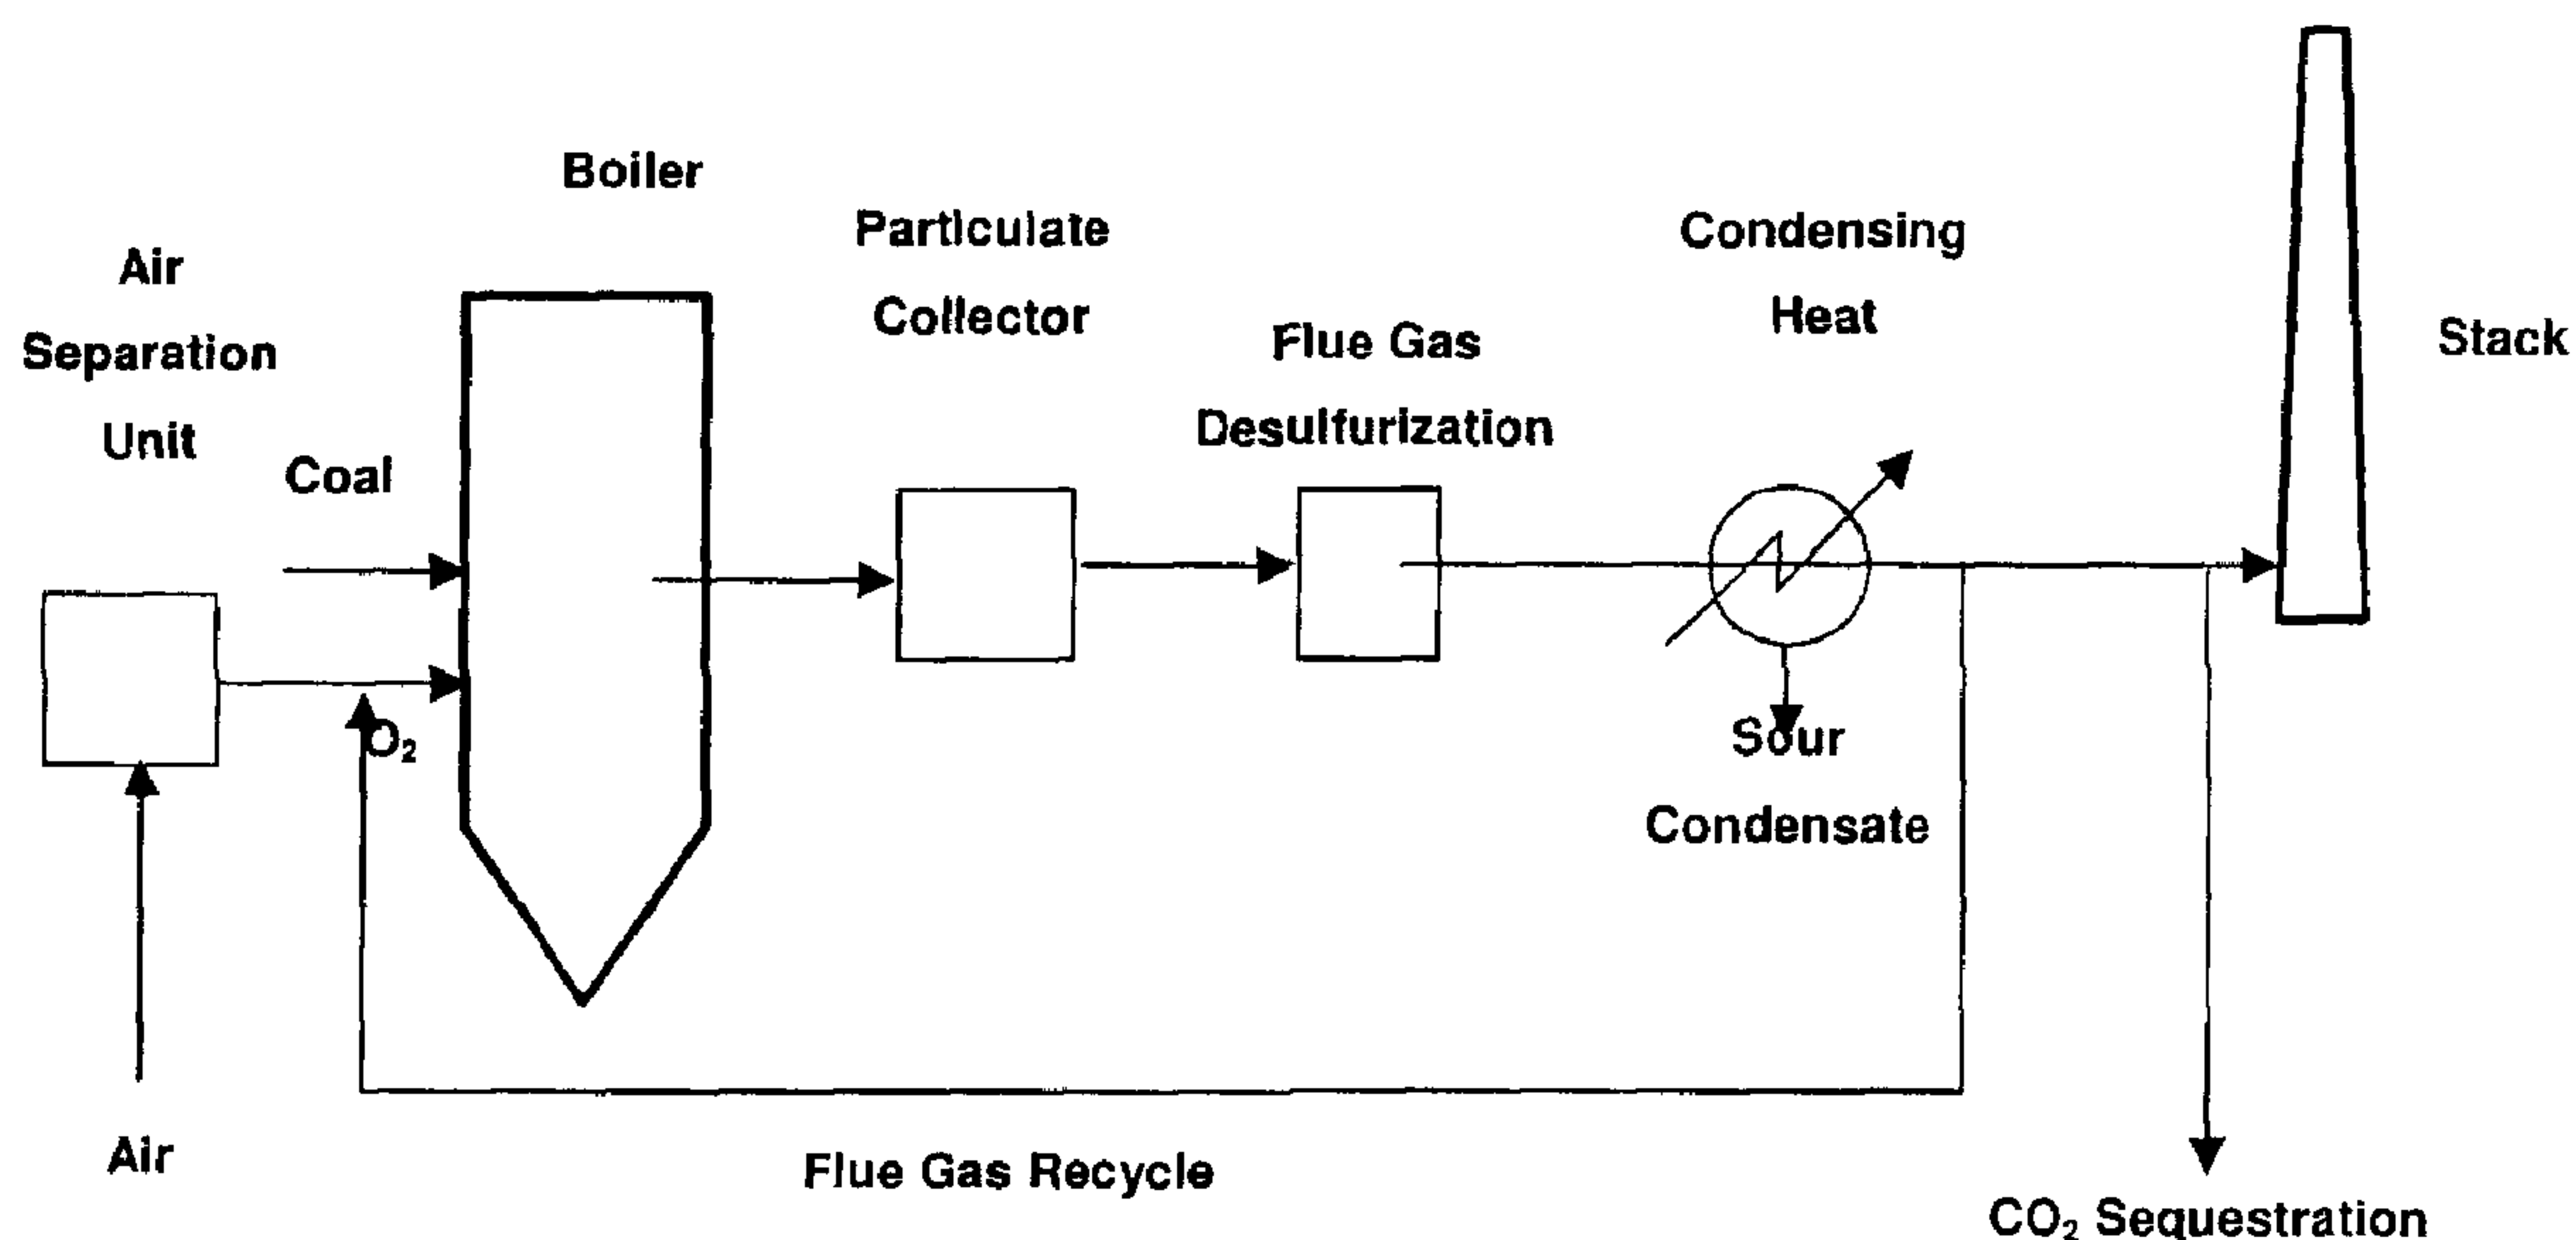 Boiler
Air
Separation
Unit
Coal
Particulate
Collector
Flue Gas
Desulfurization
Condensing
Heat
Stack
O₂
Sour
Condensate
Air
Flue Gas Recycle
CO₂ Sequestration